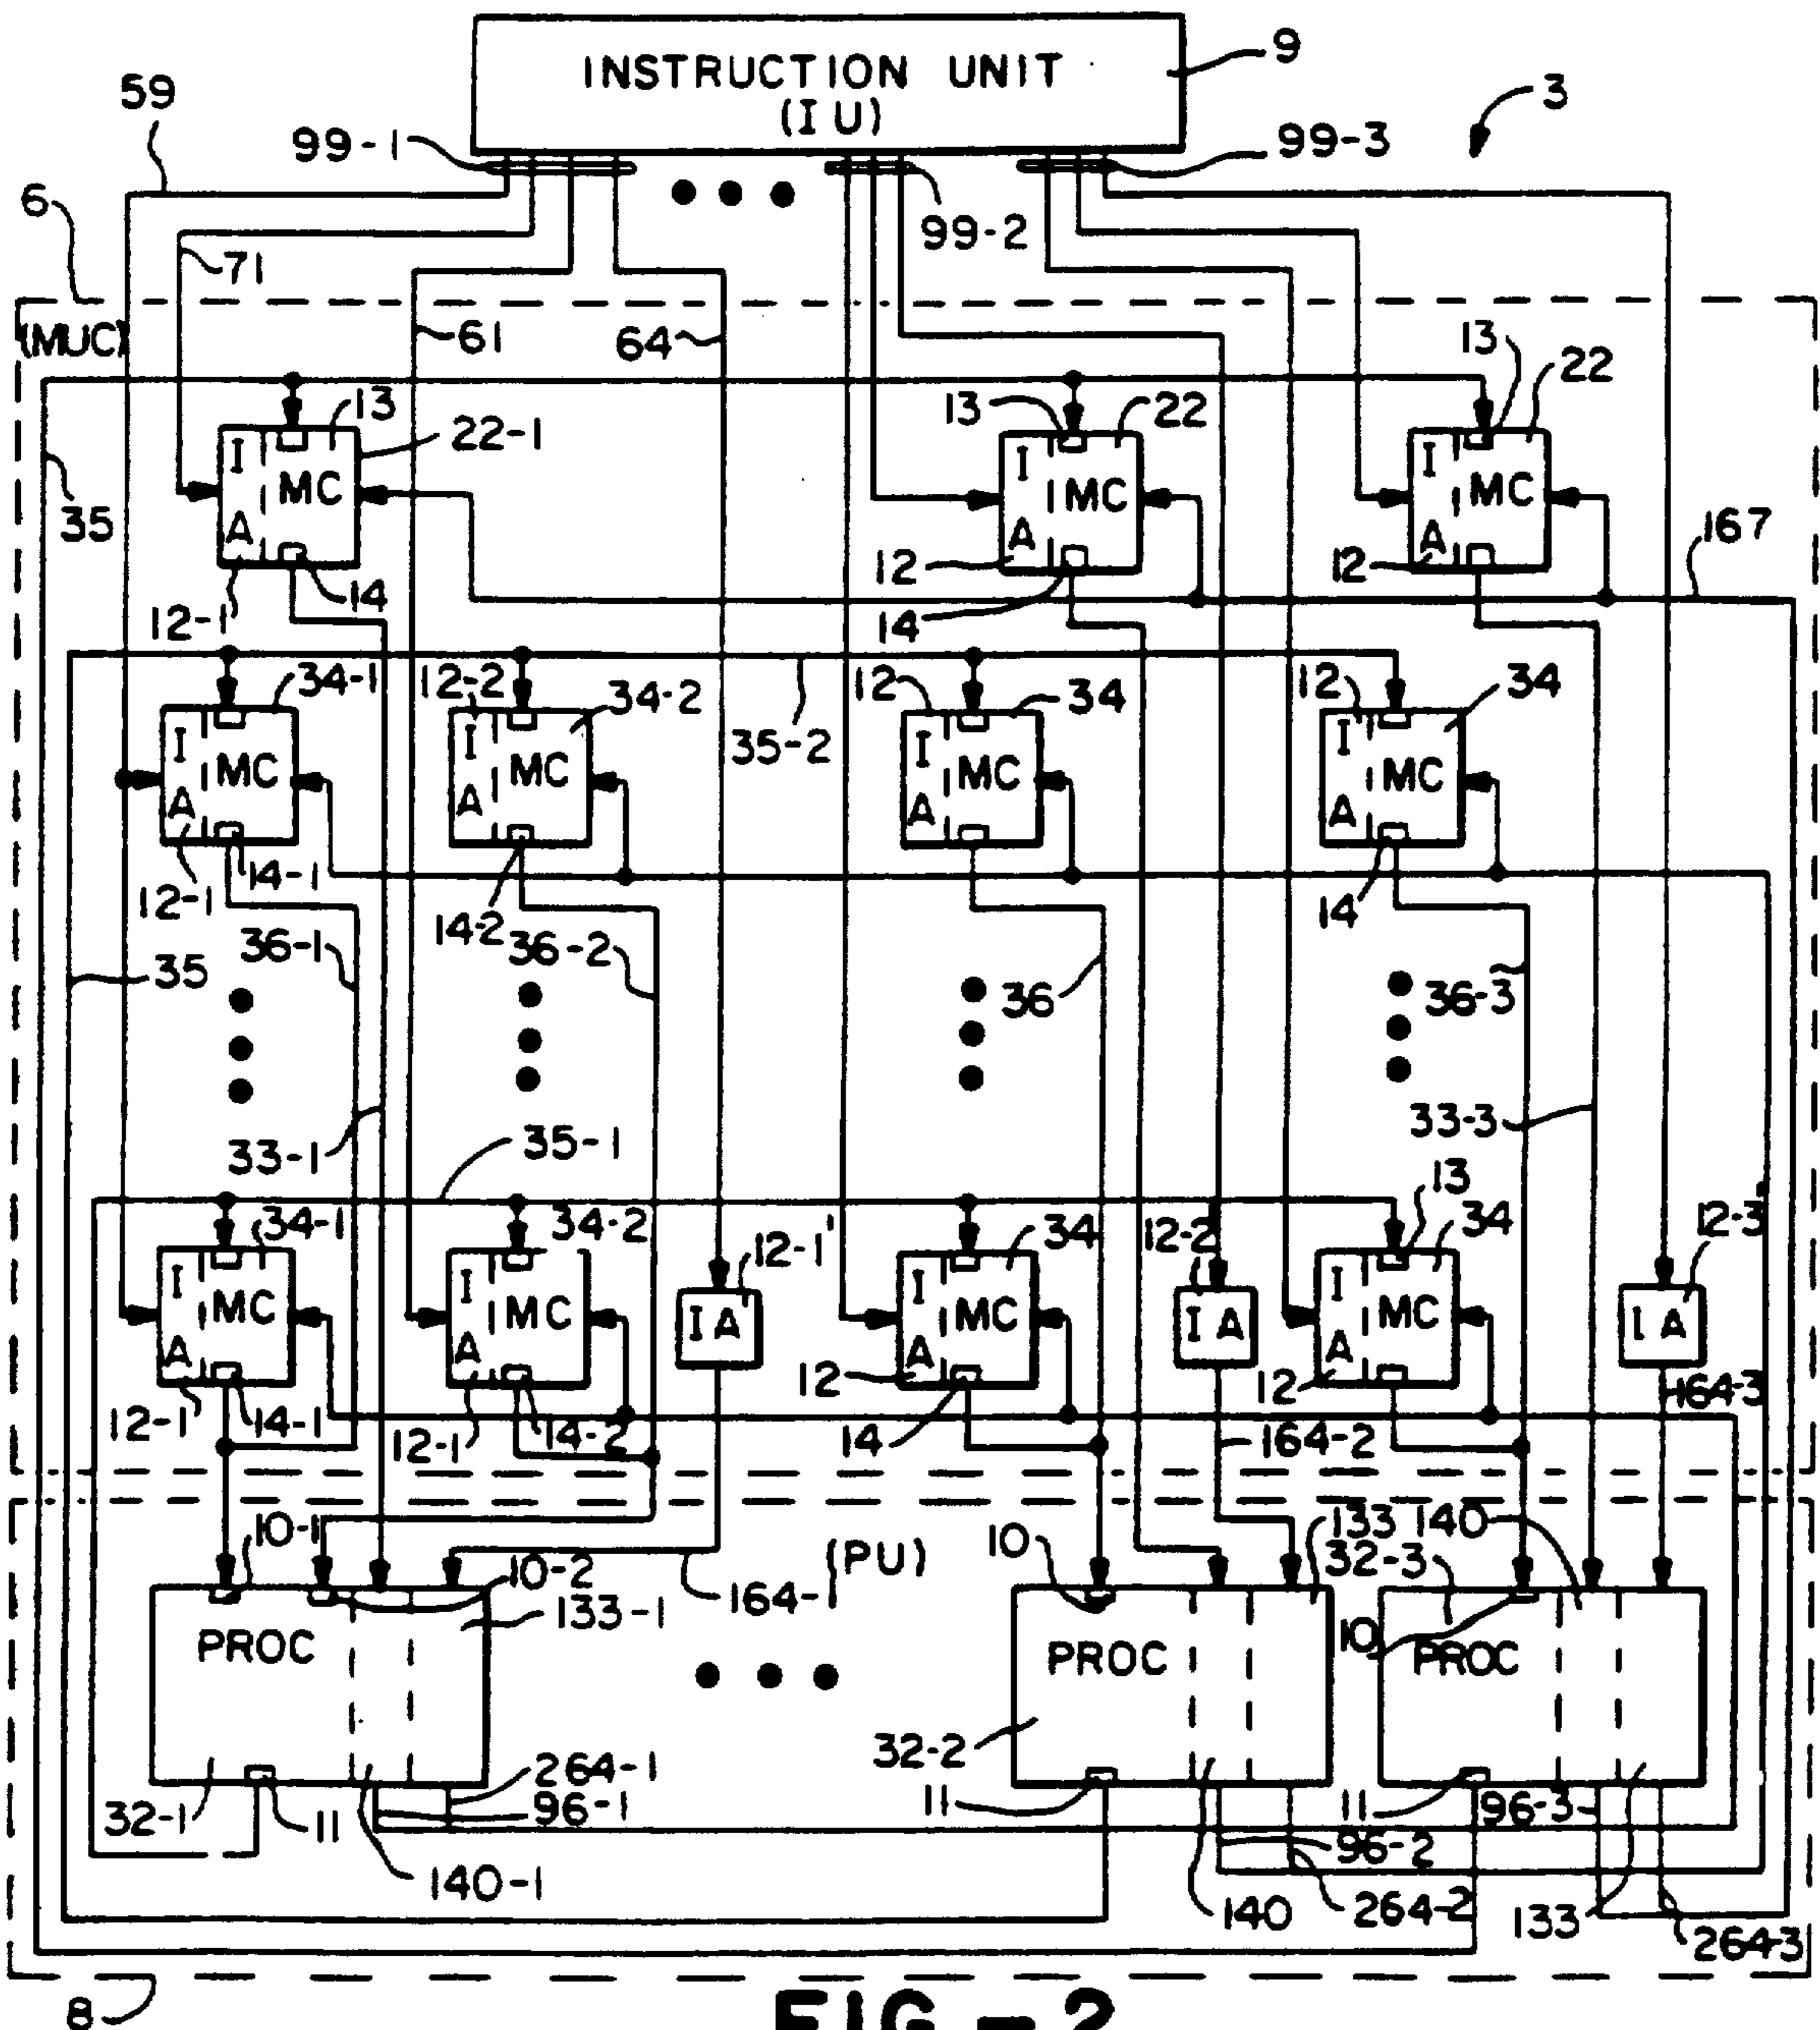 INSTRUCTION UNIT
(IU)
9
3
59
99-1
99-2
99-3
6
71
(MUC)
61
64
13
22
13
22-1
13
22
I
A
MC
I
A
MC
I
A
MC
35
12-1
14
12
14
12
167
34-1
12-2
34-2
35-2
12
34
12
34
I
A
MC
I
A
MC
I
A
MC
I
A
MC
12-1
14-1
14-2
14
35
36-1
36-2
36
36-3
33-1
35-1
33-3
13
34-1
34-2
12-1'
34
12-2'
34
12-3'
I
A
MC
I
A
MC
IA
I
A
MC
IA
I
A
MC
IA
12-1
14-1
12-1
14-2
12
14
164-2
12
164-3
10-1
10-2
133-1
164-1
(PU)
10
133
140
32-3
10
PROC
PROC
PROC
32-1
11
264-1
96-1
140-1
32-2
11
96-2
140
264-2
11
96-3
133
264-3
8
FIG.-2